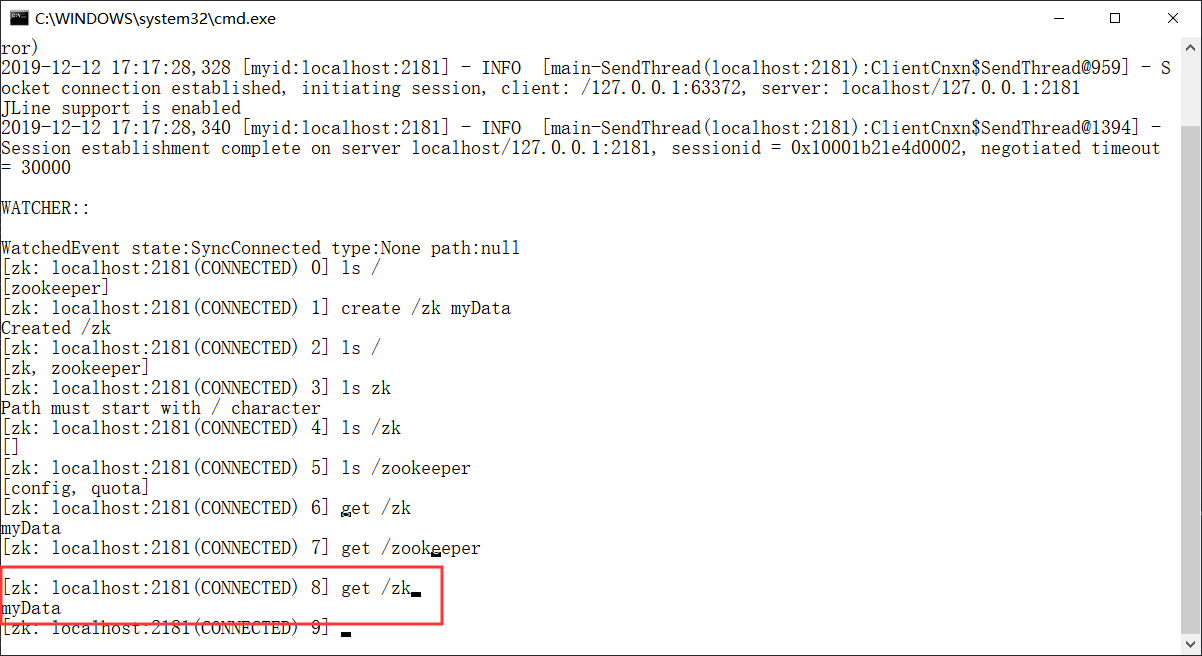 C:\WINDOWS\system32\cmd.exe
ror)
2019-12-12 17:17:28,328 [myid:localhost:2181] - INFO  [main-SendThread(localhost:2181):ClientCnxn$SendThread@959] - S
ocket connection established, initiating session, client: /127.0.0.1:63372, server: localhost/127.0.0.1:2181
JLine support is enabled
2019-12-12 17:17:28,340 [myid:localhost:2181] - INFO  [main-SendThread(localhost:2181):ClientCnxn$SendThread@1394] -
Session establishment complete on server localhost/127.0.0.1:2181, sessionid = 0x10001b21e4d0002, negotiated timeout
= 30000
WATCHER::
WatchedEvent state:SyncConnected type:None path:null
[zk: localhost:2181(CONNECTED) 0] ls /
[zookeeper]
[zk: localhost:2181(CONNECTED) 1] create /zk myData
Created /zk
[zk: localhost:2181(CONNECTED) 2] ls /
[zk, zookeeper]
[zk: localhost:2181(CONNECTED) 3] ls zk
Path must start with / character
[zk: localhost:2181(CONNECTED) 4] ls /zk
[]
[zk: localhost:2181(CONNECTED) 5] ls /zookeeper
[config, quota]
[zk: localhost:2181(CONNECTED) 6] get /zk
myData
[zk: localhost:2181(CONNECTED) 7] get /zookeeper
[zk: localhost:2181(CONNECTED) 8] get /zk
myData
[zk: localhost:2181(CONNECTED) 9]